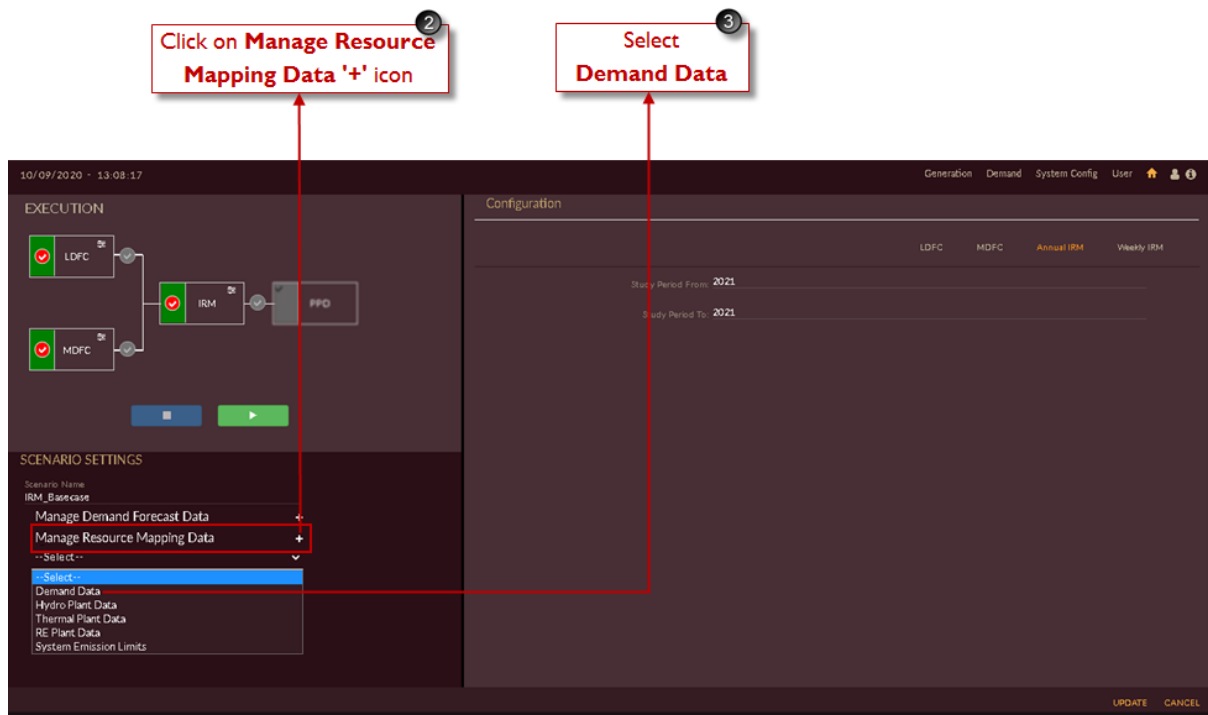 2
Click on Manage Resource
Mapping Data '+' icon
3
Select
Demand Data
10/09/2020 - 13:08:17
Generation Demand System Config User
EXECUTION
Configuration
LDFC
LDFC MDFC Annual IRM Weekly IRM
Study Period From: 2021
IRM
PPD
Study Period To: 2021
MDFC
SCENARIO SETTINGS
Scenario Name
IRM_Basecase
Manage Demand Forecast Data +
Manage Resource Mapping Data +
--Select--
--Select--
Demand Data
Hydro Plant Data
Thermal Plant Data
RE Plant Data
System Emission Limits
UPDATE CANCEL